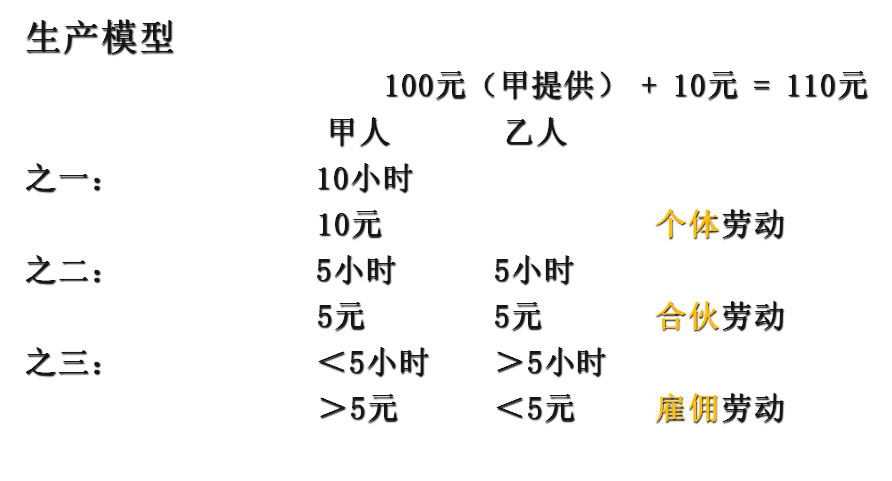 生产模型
100元（甲提供） + 10元 = 110元
甲人 乙人
之一： 10小时
10元 个体劳动
之二： 5小时 5小时
5元 5元 合伙劳动
之三： ＜5小时 ＞5小时
＞5元 ＜5元 雇佣劳动